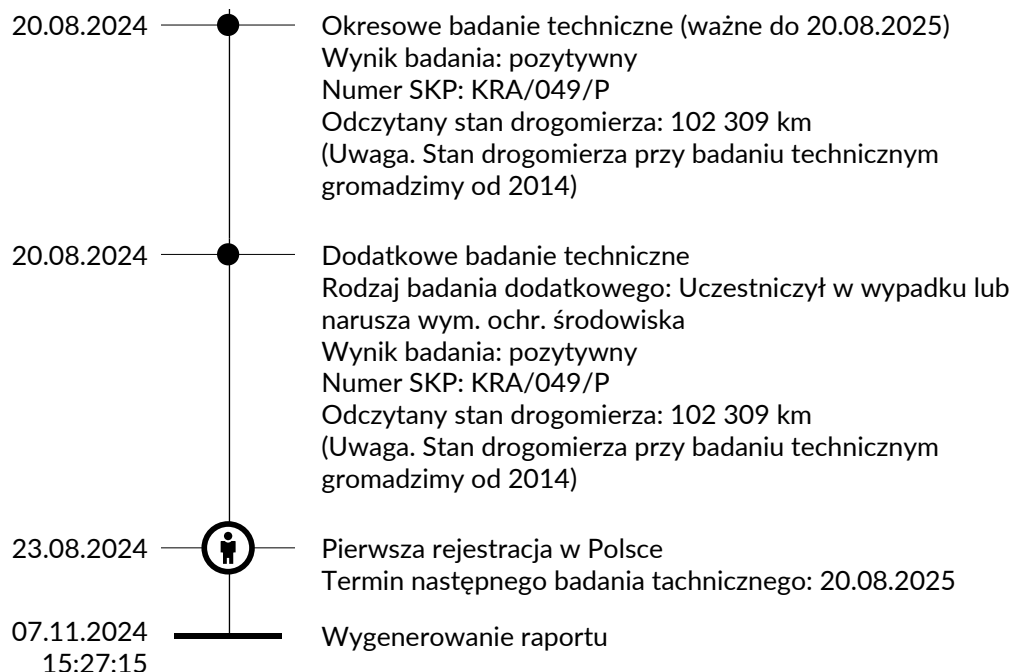 20.08.2024 Okresowe badanie techniczne (ważne do 20.08.2025)
Wynik badania: pozytywny
Numer SKP: KRA/049/P
Odczytany stan drogomierza: 102 309 km
(Uwaga. Stan drogomierza przy badaniu technicznym
gromadzimy od 2014)
20.08.2024 Dodatkowe badanie techniczne
Rodzaj badania dodatkowego: Uczestniczył w wypadku lub
narusza wym. ochr. środowiska
Wynik badania: pozytywny
Numer SKP: KRA/049/P
Odczytany stan drogomierza: 102 309 km
(Uwaga. Stan drogomierza przy badaniu technicznym
gromadzimy od 2014)
23.08.2024 Pierwsza rejestracja w Polsce
Termin następnego badania tachnicznego: 20.08.2025
07.11.2024 Wygenerowanie raportu
15:27:15